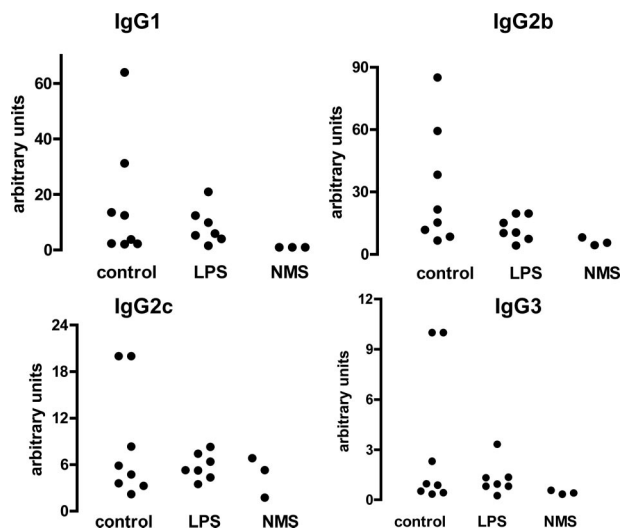 IgG1
IgG2b
arbitrary units
60
40
20
0
control LPS NMS
arbitrary units
90
60
30
0
control LPS NMS
IgG2c
IgG3
arbitrary units
24
18
12
6
0
control LPS NMS
arbitrary units
12
9
6
3
0
control LPS NMS